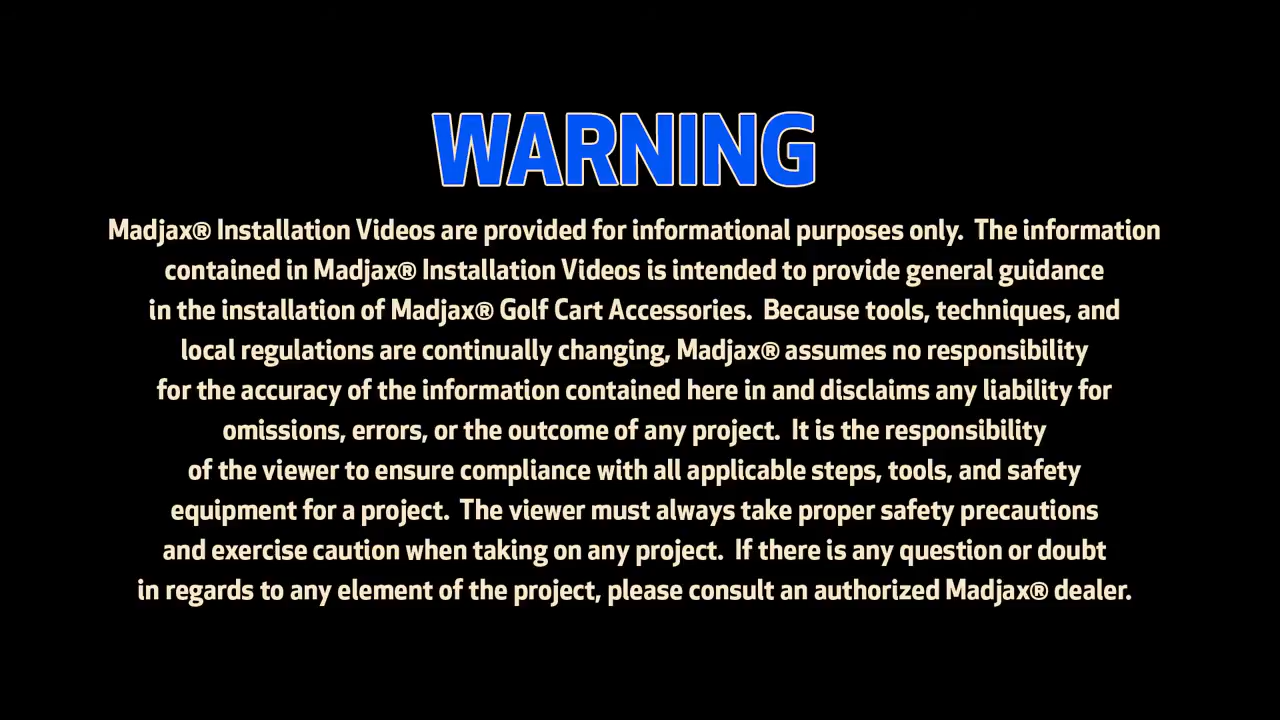 WARNING
Madjax® Installation Videos are provided for informational purposes only.  The information
contained in Madjax® Installation Videos is intended to provide general guidance
in the installation of Madjax® Golf Cart Accessories.  Because tools, techniques, and
local regulations are continually changing, Madjax® assumes no responsibility
for the accuracy of the information contained here in and disclaims any liability for
omissions, errors, or the outcome of any project.  It is the responsibility
of the viewer to ensure compliance with all applicable steps, tools, and safety
equipment for a project.  The viewer must always take proper safety precautions
and exercise caution when taking on any project.  If there is any question or doubt
in regards to any element of the project, please consult an authorized Madjax® dealer.